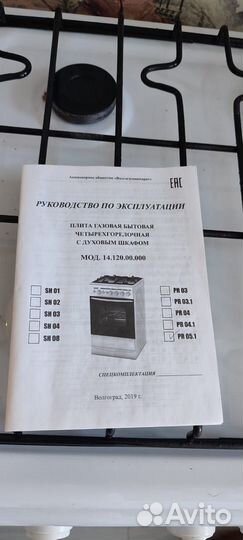 Акционерное общество «Волгогазоаппарат»
EAC
РУКОВОДСТВО ПО ЭКСПЛУАТАЦИИ
ПЛИТА ГАЗОВАЯ БЫТОВАЯ
ЧЕТЫРЕХГОРЕЛОЧНАЯ
С ДУХОВЫМ ШКАФОМ
МОД. 14.120.00.000
SH 01
SH 02
SH 03
SH 04
SH 08
PR 03
PR 03.1
PR 04
PR 04.1
PR 05.1
СПЕЦКОМПЛЕКТАЦИЯ
Волгоград, 2019 г.
Avito